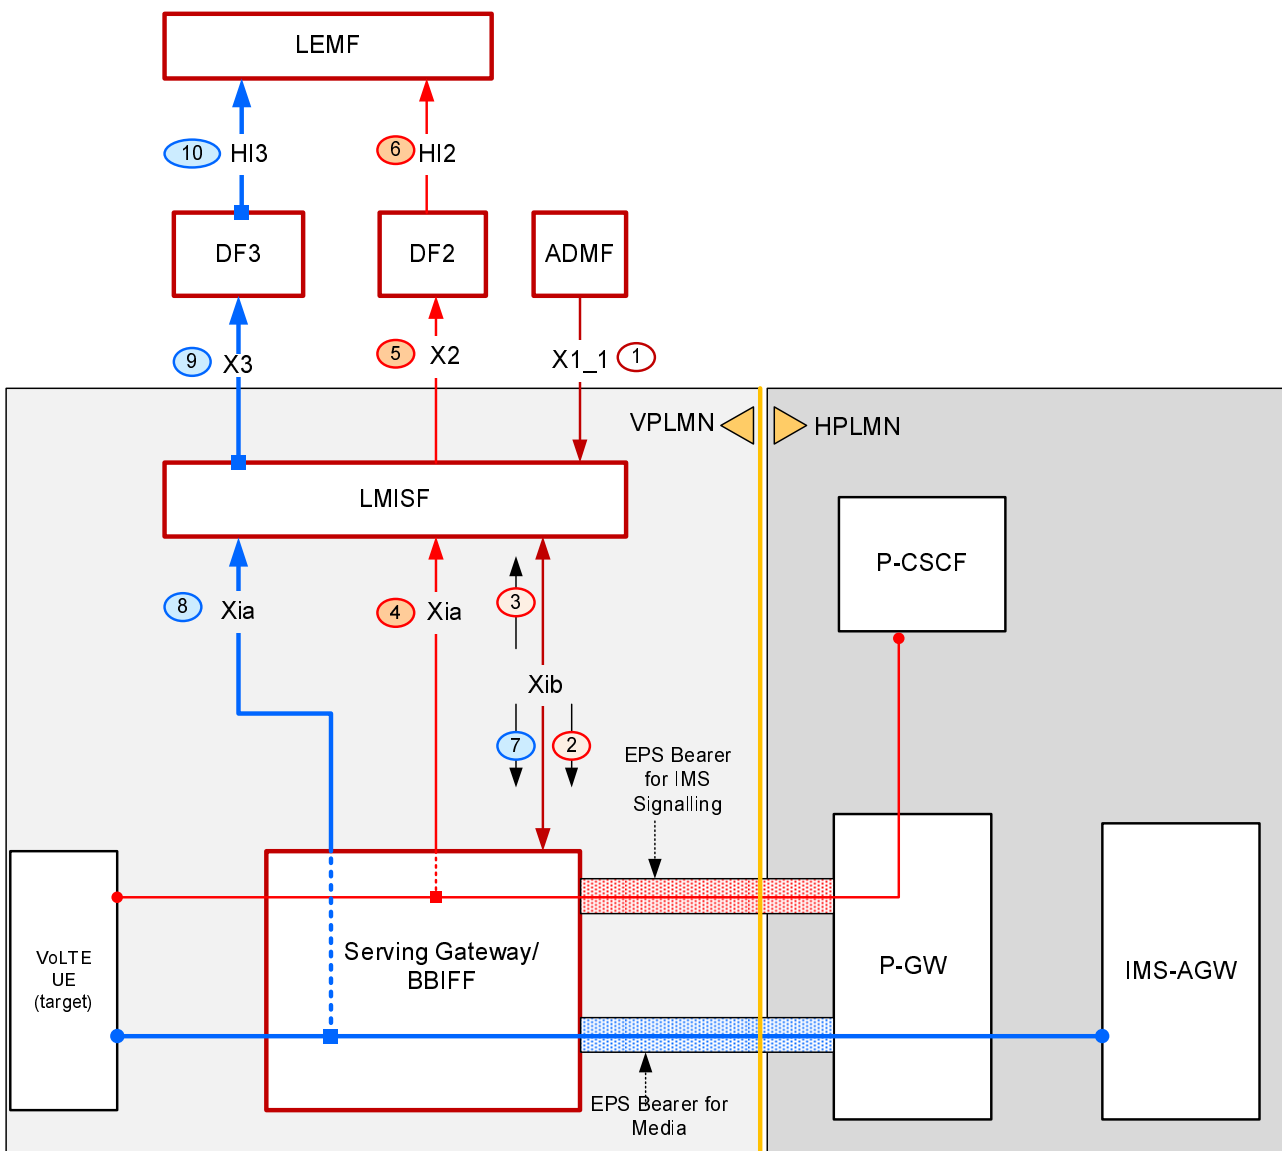 LEMF
10
HI3
6
HI2
DF3
DF2
ADMF
9
X3
5
X2
X1_1
1
VPLMN
HPLMN
LMISF
P-CSCF
8
Xia
4
Xia
3
Xib
7
2
EPS Bearer
for IMS
Signalling
VoLTE
UE
(target)
Serving Gateway/
BBIFF
P-GW
IMS-AGW
EPS Bearer for
Media